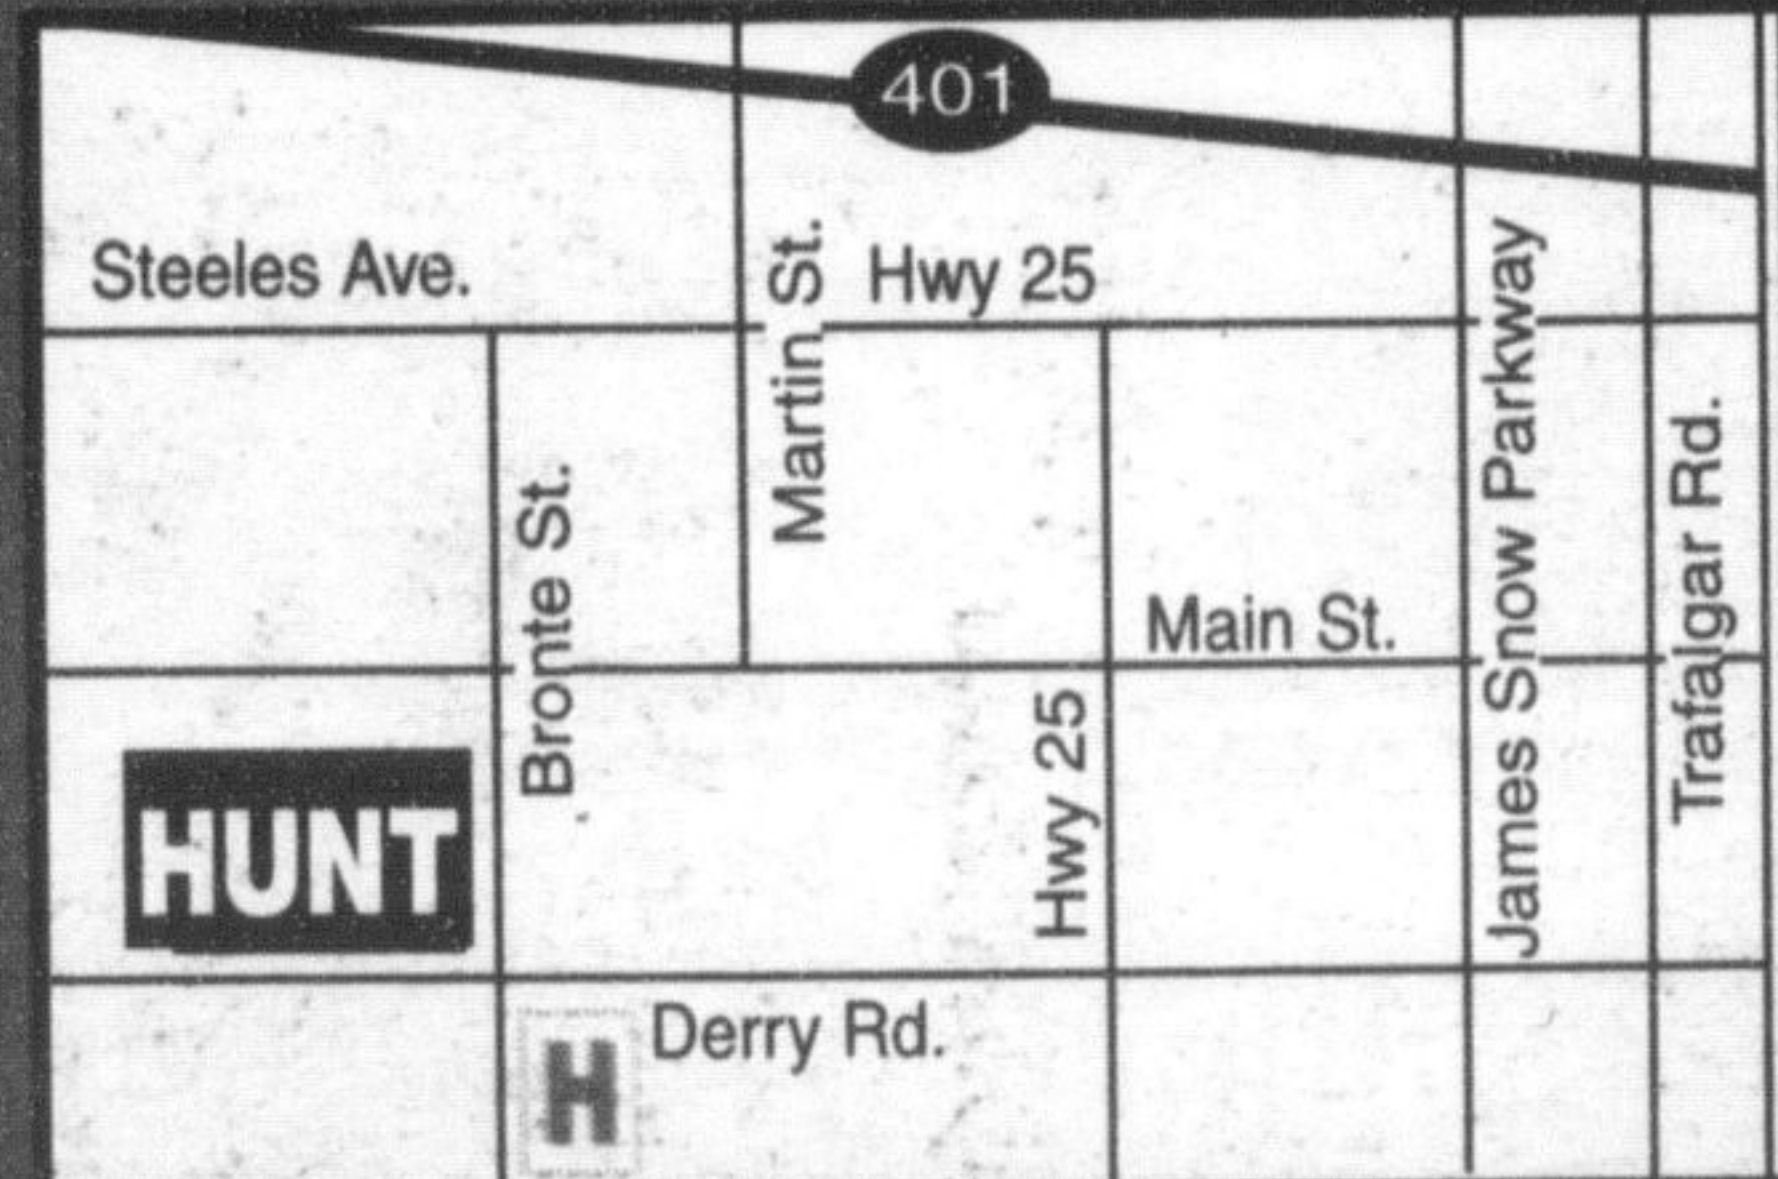 401
Steeles Ave.
Hwy 25
Martin St.
Bronte St.
James Snow Parkway
Trafalgar Rd.
Main St.
Hwy 25
HUNT
Derry Rd.
H